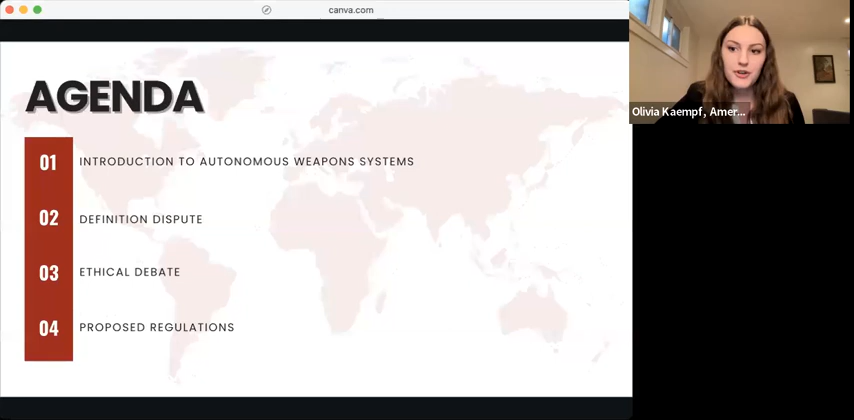 canva.com
AGENDA
01 INTRODUCTION TO AUTONOMOUS WEAPONS SYSTEMS
02 DEFINITION DISPUTE
03 ETHICAL DEBATE
04 PROPOSED REGULATIONS
Olivia Kaempf, Amer...